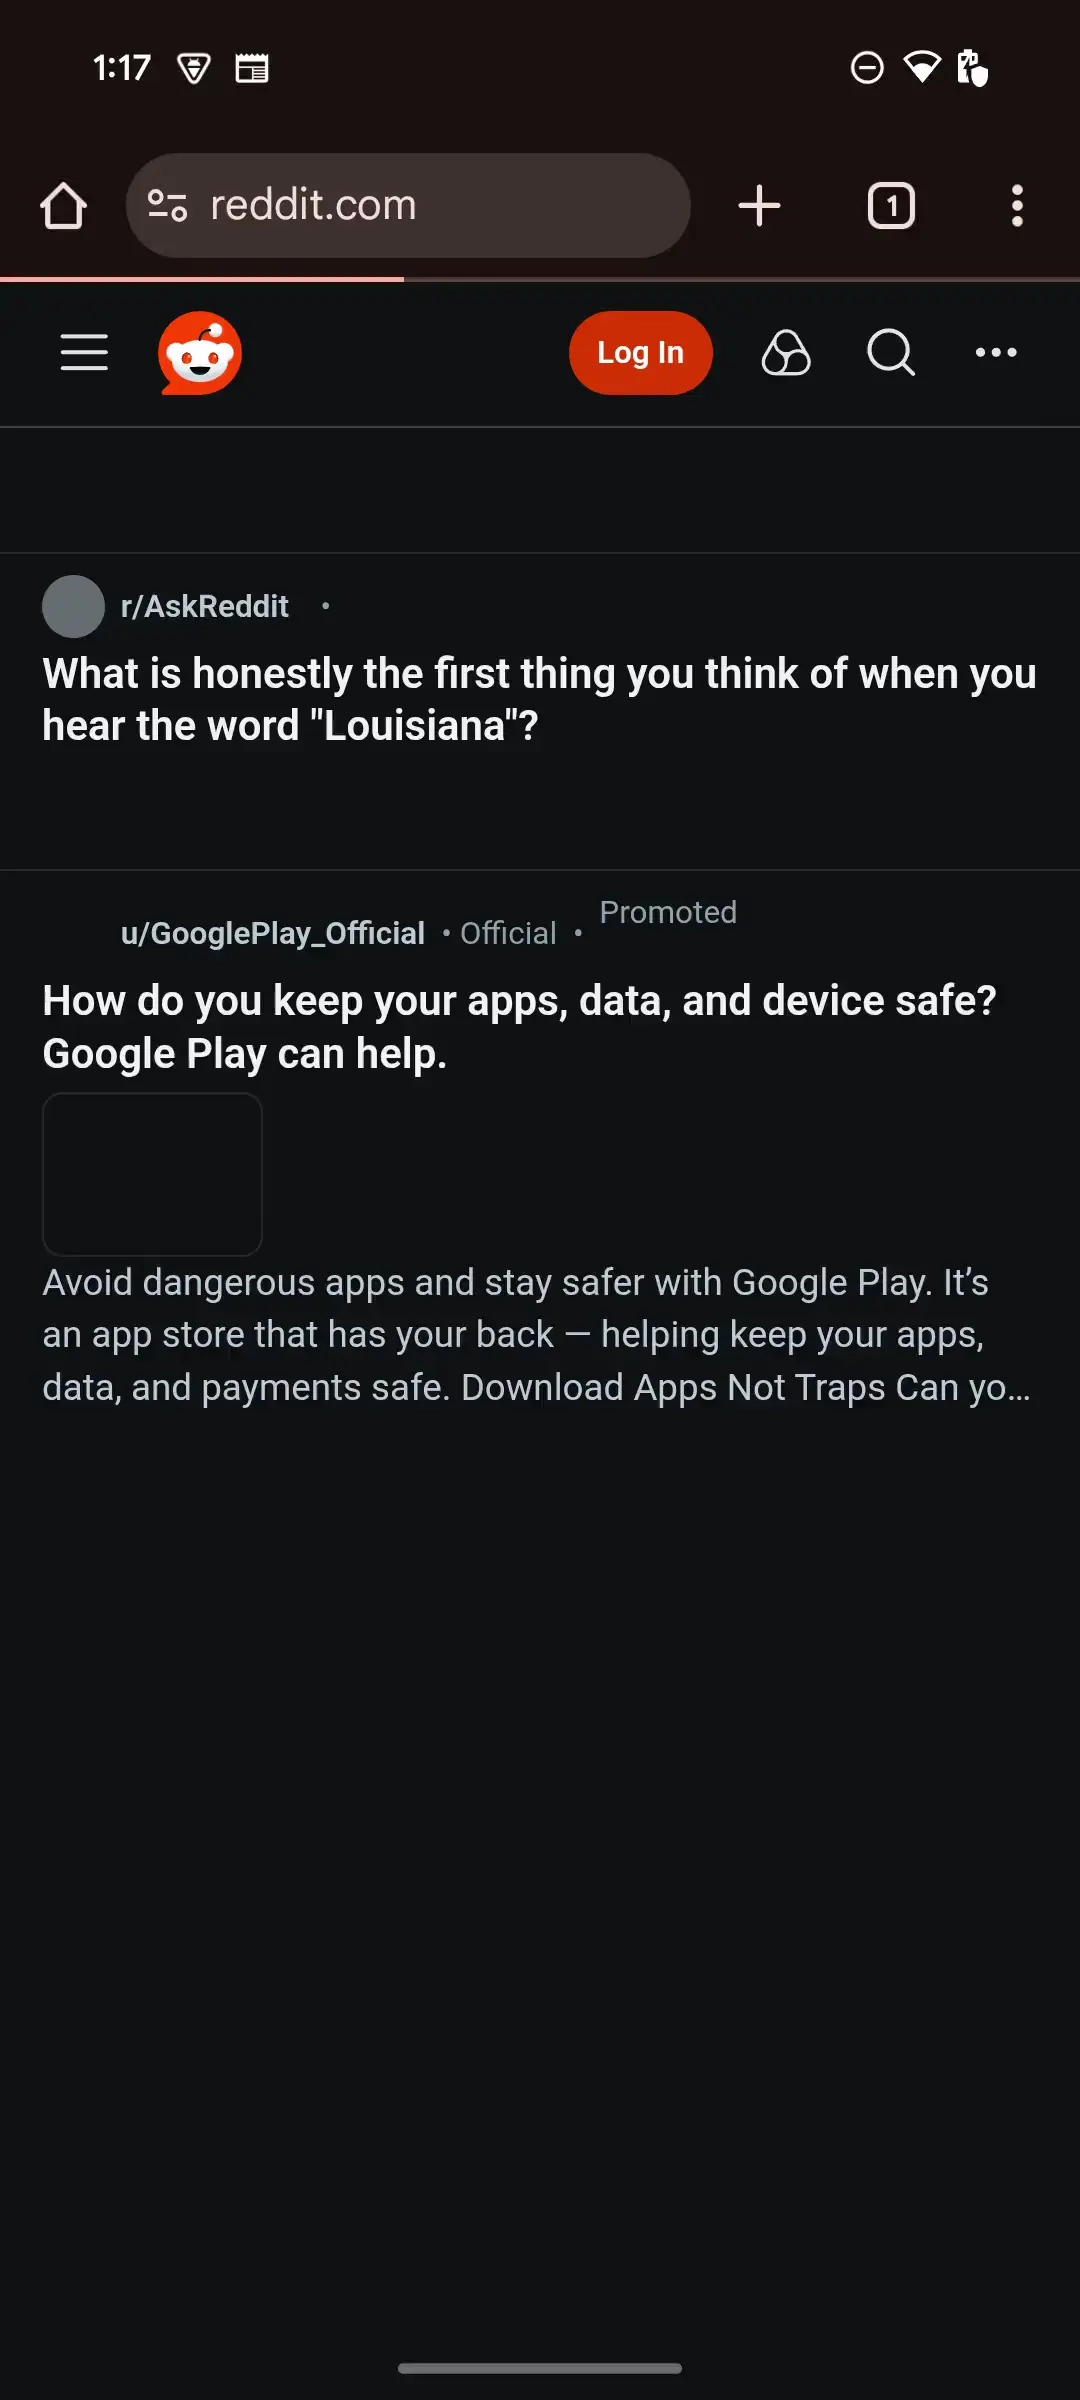 1:17
reddit.com
1
Log In
r/AskReddit •
What is honestly the first thing you think of when you
hear the word "Louisiana"?
u/GooglePlay_Official • Official • Promoted
How do you keep your apps, data, and device safe?
Google Play can help.
Avoid dangerous apps and stay safer with Google Play. It’s
an app store that has your back — helping keep your apps,
data, and payments safe. Download Apps Not Traps Can yo...